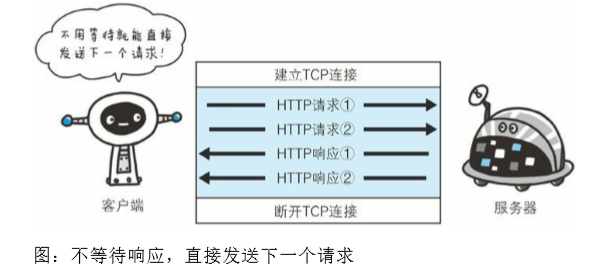 不用等待就能直接
发送下一个请求!
建立TCP连接
HTTP请求①
HTTP请求②
HTTP响应①
HTTP响应②
断开TCP连接
客户端
服务器
图：不等待响应，直接发送下一个请求